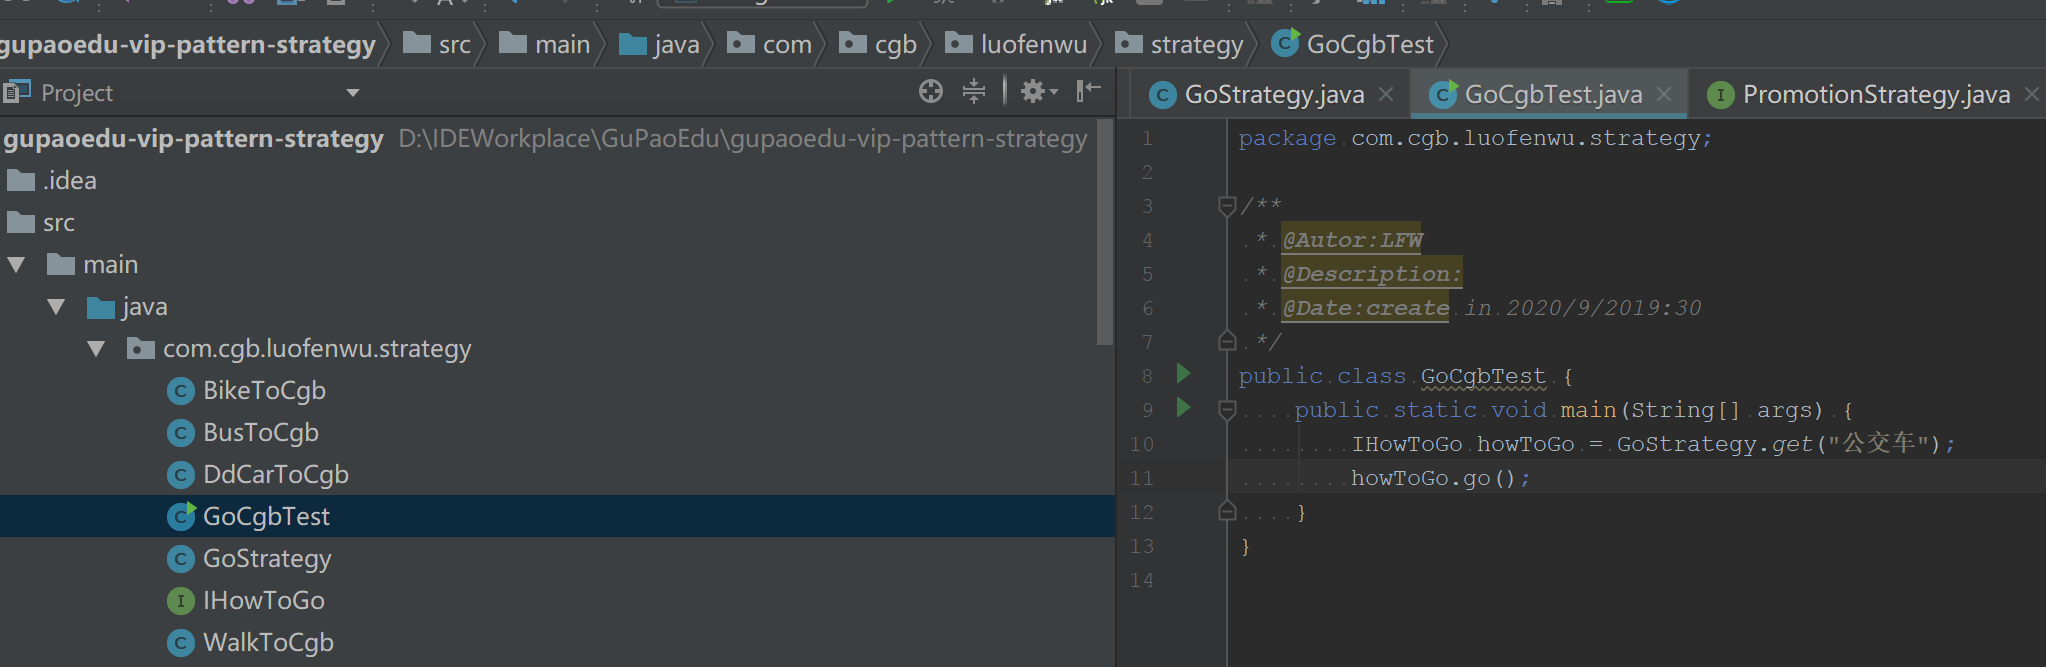 gupaoedu-vip-pattern-strategy src main java com cgb luofenwu strategy GoCgbTest
Project
GoStrategy.java GoCgbTest.java PromotionStrategy.java
gupaoedu-vip-pattern-strategy D:\IDEWorkplace\GuPaoEdu\gupaoedu-vip-pattern-strategy
.idea
src
main
java
com.cgb.luofenwu.strategy
BikeToCgb
BusToCgb
DdCarToCgb
GoCgbTest
GoStrategy
IHowToGo
WalkToCgb
1 package com.cgb.luofenwu.strategy;
2
3 /**
4 * @Autor:LFW
5 * @Description:
6 * @Date:create in 2020/9/2019:30
7 */
8 public class GoCgbTest {
9 public static void main(String[] args) {
10 IHowToGo howToGo = GoStrategy.get("公交车");
11 howToGo.go();
12 }
13 }
14